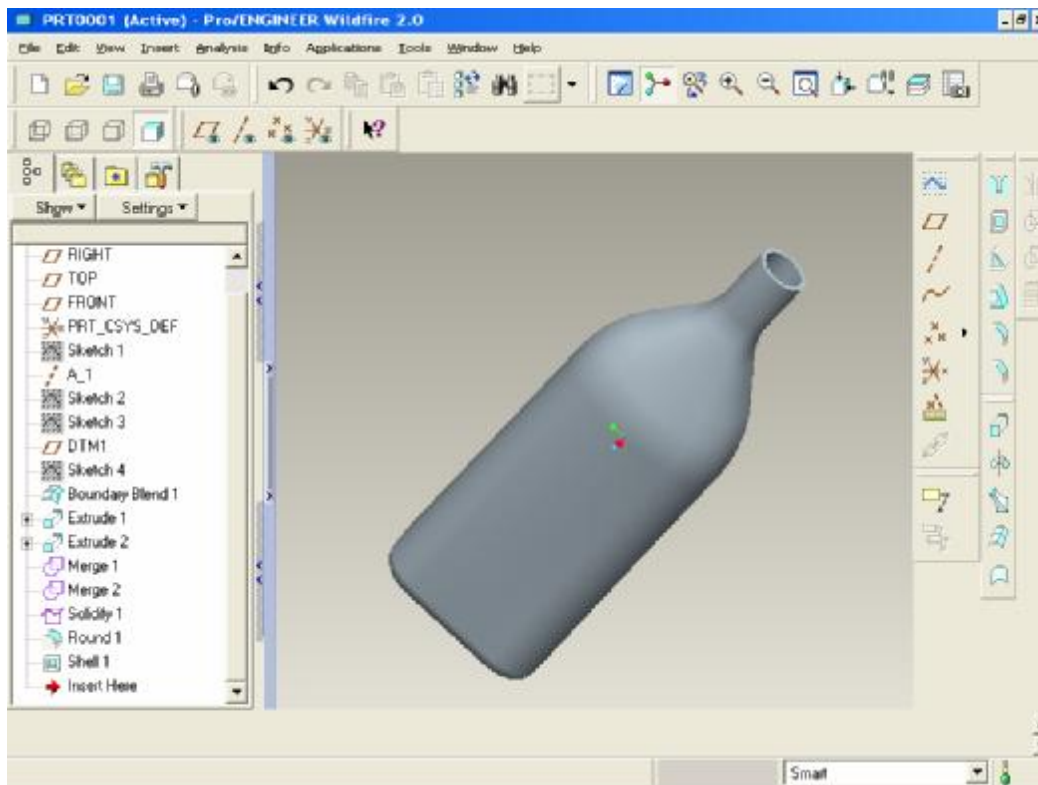 PRT0001 (Active) - Pro/ENGINEER Wildfire 2.0
File Edit View Insert Analysis Info Applications Tools Window Help
Show Settings
RIGHT
TOP
FRONT
PRT_CSYS_DEF
Sketch 1
A_1
Sketch 2
Sketch 3
DTM1
Sketch 4
Boundary Blend 1
Extrude 1
Extrude 2
Merge 1
Merge 2
Solidify 1
Round 1
Shell 1
Insert Here
Smart